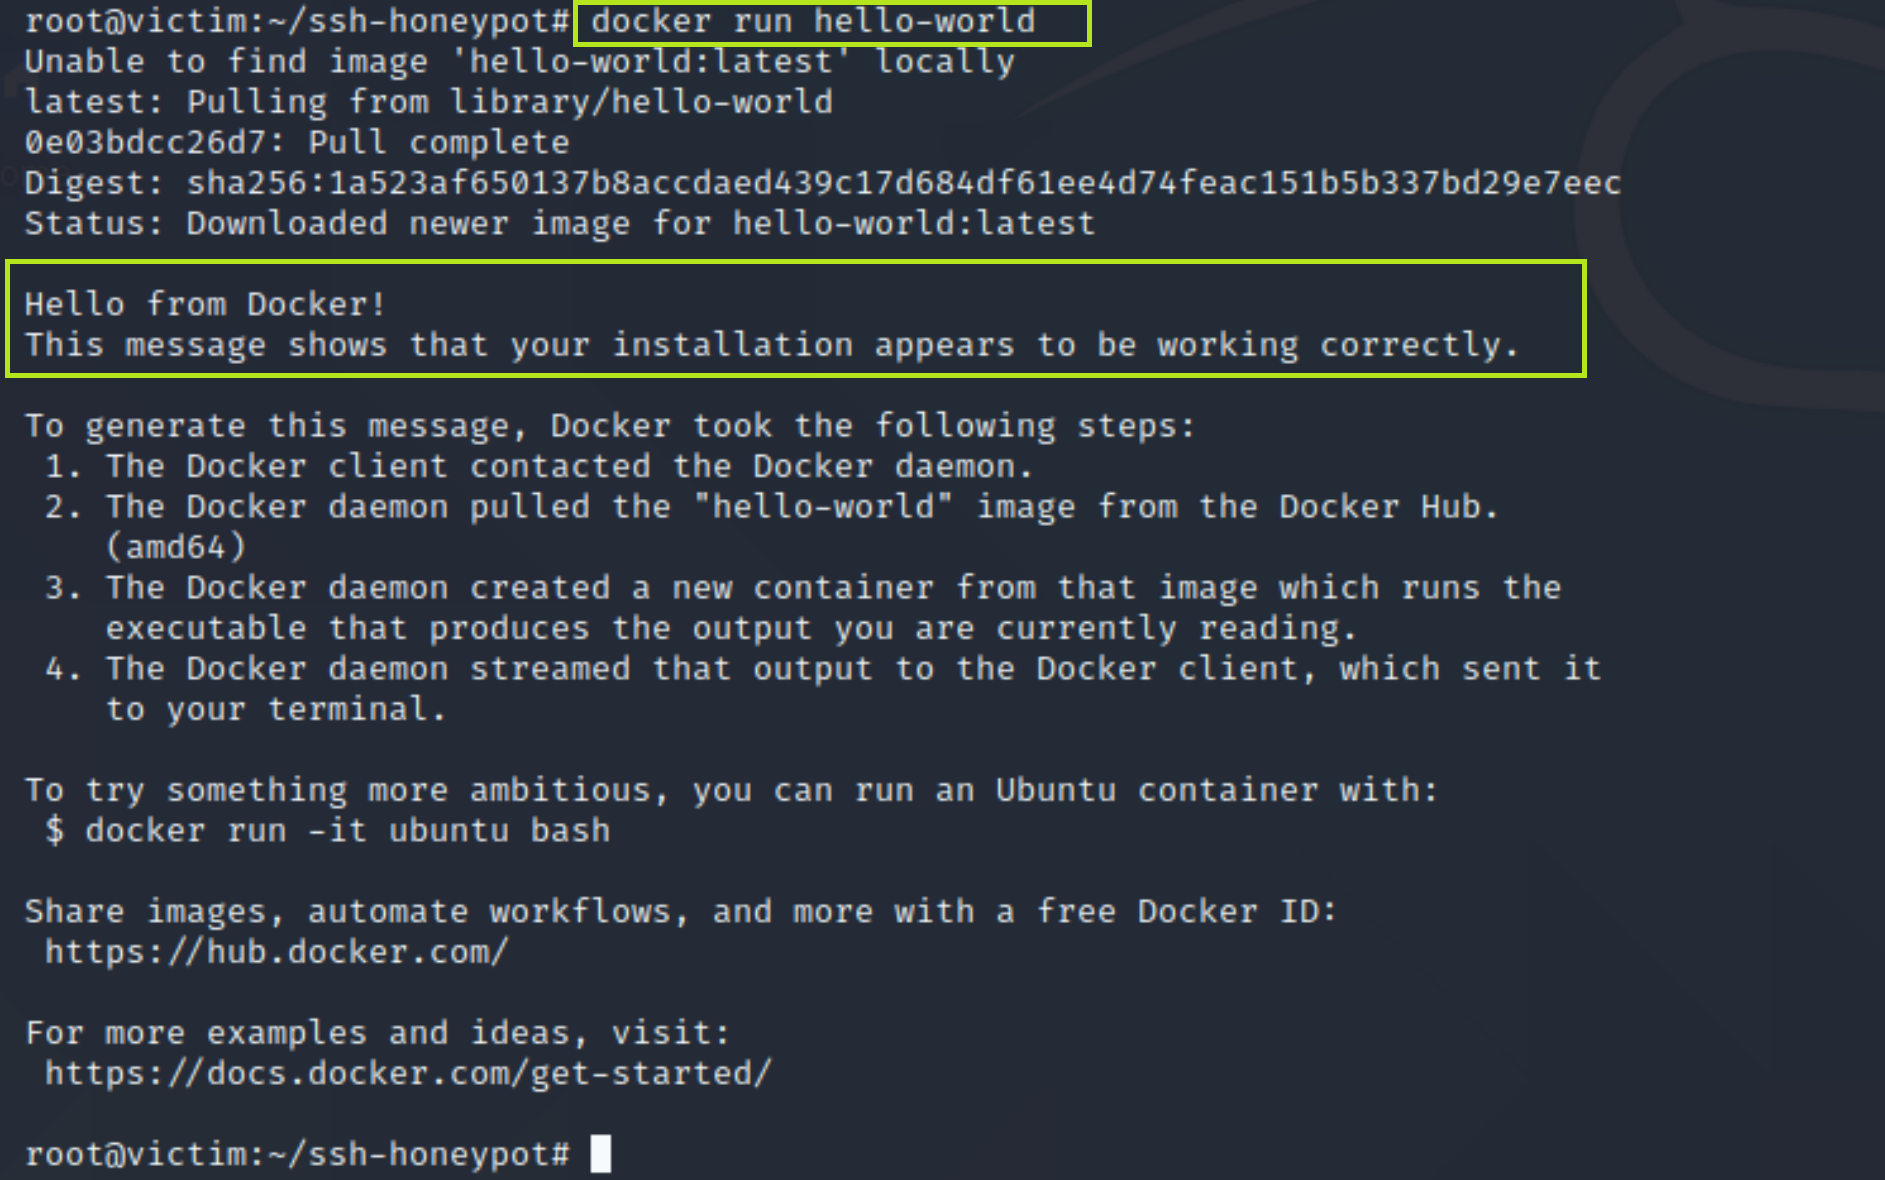 root@victim:~/ssh-honeypot# docker run hello-world
Unable to find image 'hello-world:latest' locally
latest: Pulling from library/hello-world
0e03bdcc26d7: Pull complete
Digest: sha256:1a523af650137b8accdaed439c17d684df61ee4d74feac151b5b337bd29e7eec
Status: Downloaded newer image for hello-world:latest
Hello from Docker!
This message shows that your installation appears to be working correctly.
To generate this message, Docker took the following steps:
1. The Docker client contacted the Docker daemon.
2. The Docker daemon pulled the "hello-world" image from the Docker Hub.
(amd64)
3. The Docker daemon created a new container from that image which runs the
executable that produces the output you are currently reading.
4. The Docker daemon streamed that output to the Docker client, which sent it
to your terminal.
To try something more ambitious, you can run an Ubuntu container with:
$ docker run -it ubuntu bash
Share images, automate workflows, and more with a free Docker ID:
https://hub.docker.com/
For more examples and ideas, visit:
https://docs.docker.com/get-started/
root@victim:~/ssh-honeypot#